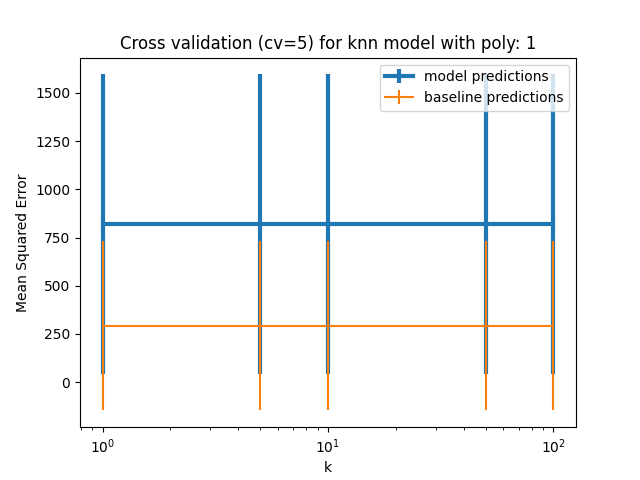 Cross validation (cv=5) for knn model with poly: 1
model predictions
baseline predictions
1500
1250
1000
750
500
250
0
Mean Squared Error
10⁰ 10¹ 10²
k